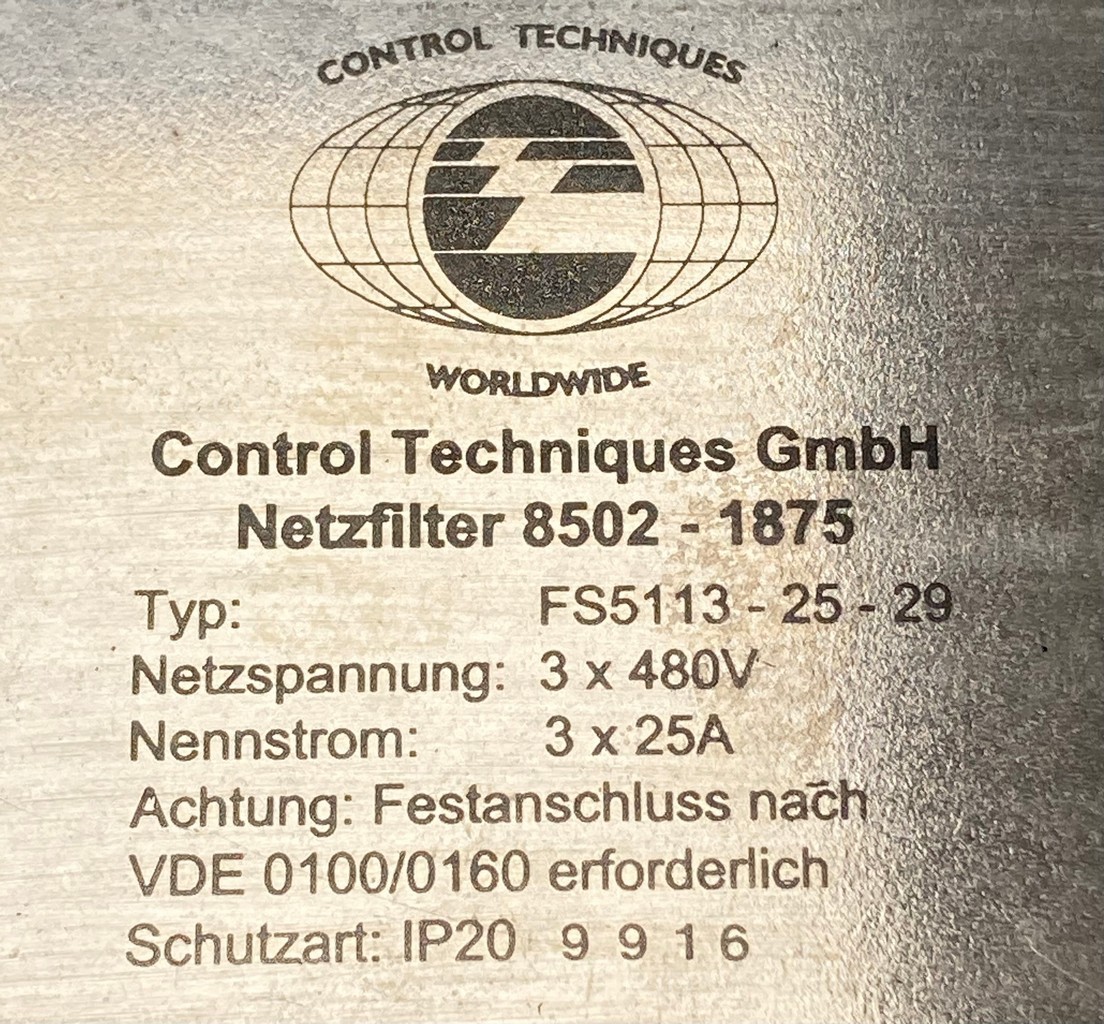 CONTROL TECHNIQUES
WORLDWIDE
Control Techniques GmbH
Netzfilter 8502 - 1875
Typ: FS5113 - 25 - 29
Netzspannung: 3 x 480V
Nennstrom: 3 x 25A
Achtung: Festanschluss nach
VDE 0100/0160 erforderlich
Schutzart: IP20 9 9 1 6